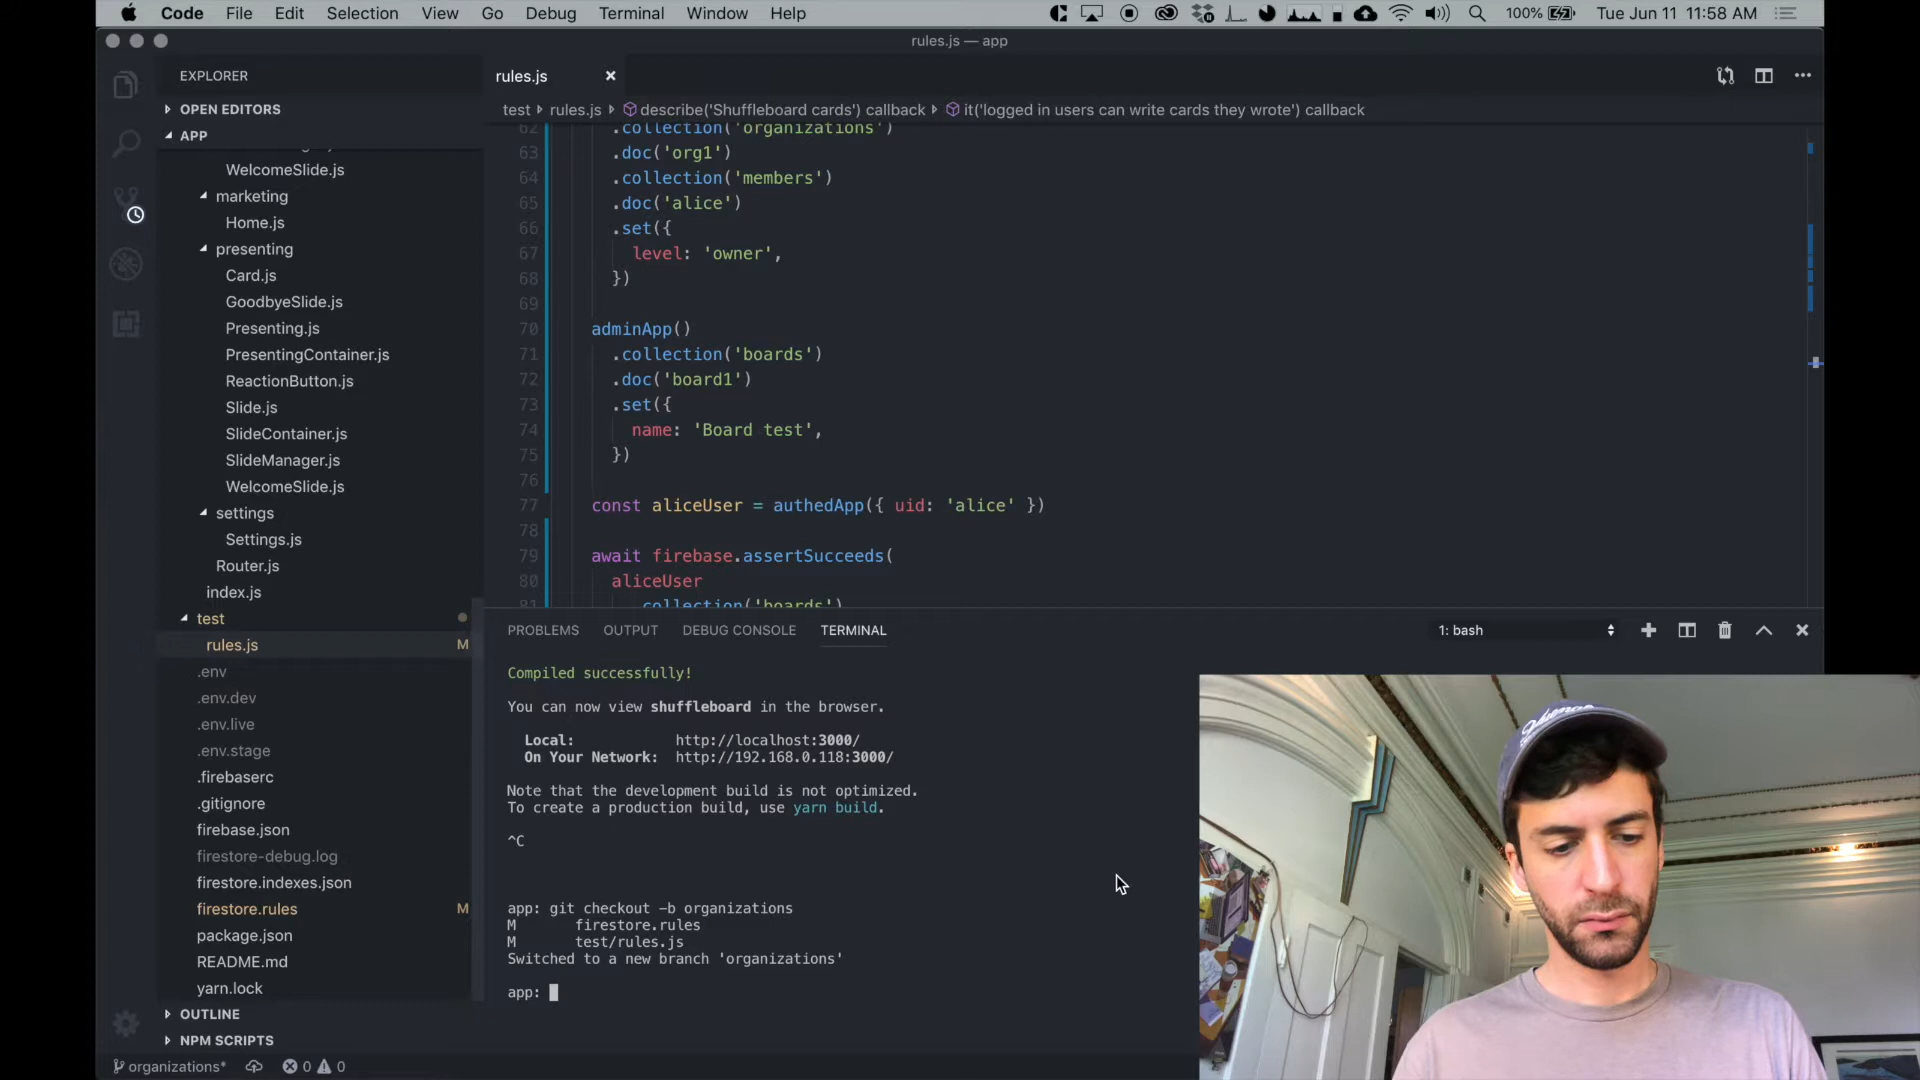 Code File Edit Selection View Go Debug Terminal Window Help 100% Tue Jun 11 11:58 AM
rules.js — app
EXPLORER
OPEN EDITORS
APP
WelcomeSlide.js
marketing
Home.js
presenting
Card.js
GoodbyeSlide.js
Presenting.js
PresentingContainer.js
ReactionButton.js
Slide.js
SlideContainer.js
SlideManager.js
WelcomeSlide.js
settings
Settings.js
Router.js
index.js
test
rules.js M
.env
.env.dev
.env.live
.env.stage
.firebaserc
.gitignore
firebase.json
firestore-debug.log
firestore.indexes.json
firestore.rules M
package.json
README.md
yarn.lock
OUTLINE
NPM SCRIPTS
rules.js
test rules.js describe('Shuffleboard cards') callback it('logged in users can write cards they wrote') callback
62 .collection('organizations')
63 .doc('org1')
64 .collection('members')
65 .doc('alice')
66 .set({
67 level: 'owner',
68 })
69
70 adminApp()
71 .collection('boards')
72 .doc('board1')
73 .set({
74 name: 'Board test',
75 })
76
77 const aliceUser = authedApp({ uid: 'alice' })
78
79 await firebase.assertSucceeds(
80 aliceUser
81 .collection('boards')
PROBLEMS OUTPUT DEBUG CONSOLE TERMINAL 1: bash
Compiled successfully!
You can now view shuffleboard in the browser.
Local: http://localhost:3000/
On Your Network: http://192.168.0.118:3000/
Note that the development build is not optimized.
To create a production build, use yarn build.
^C
app: git checkout -b organizations
M firestore.rules
M test/rules.js
Switched to a new branch 'organizations'
app:
organizations* 0 0